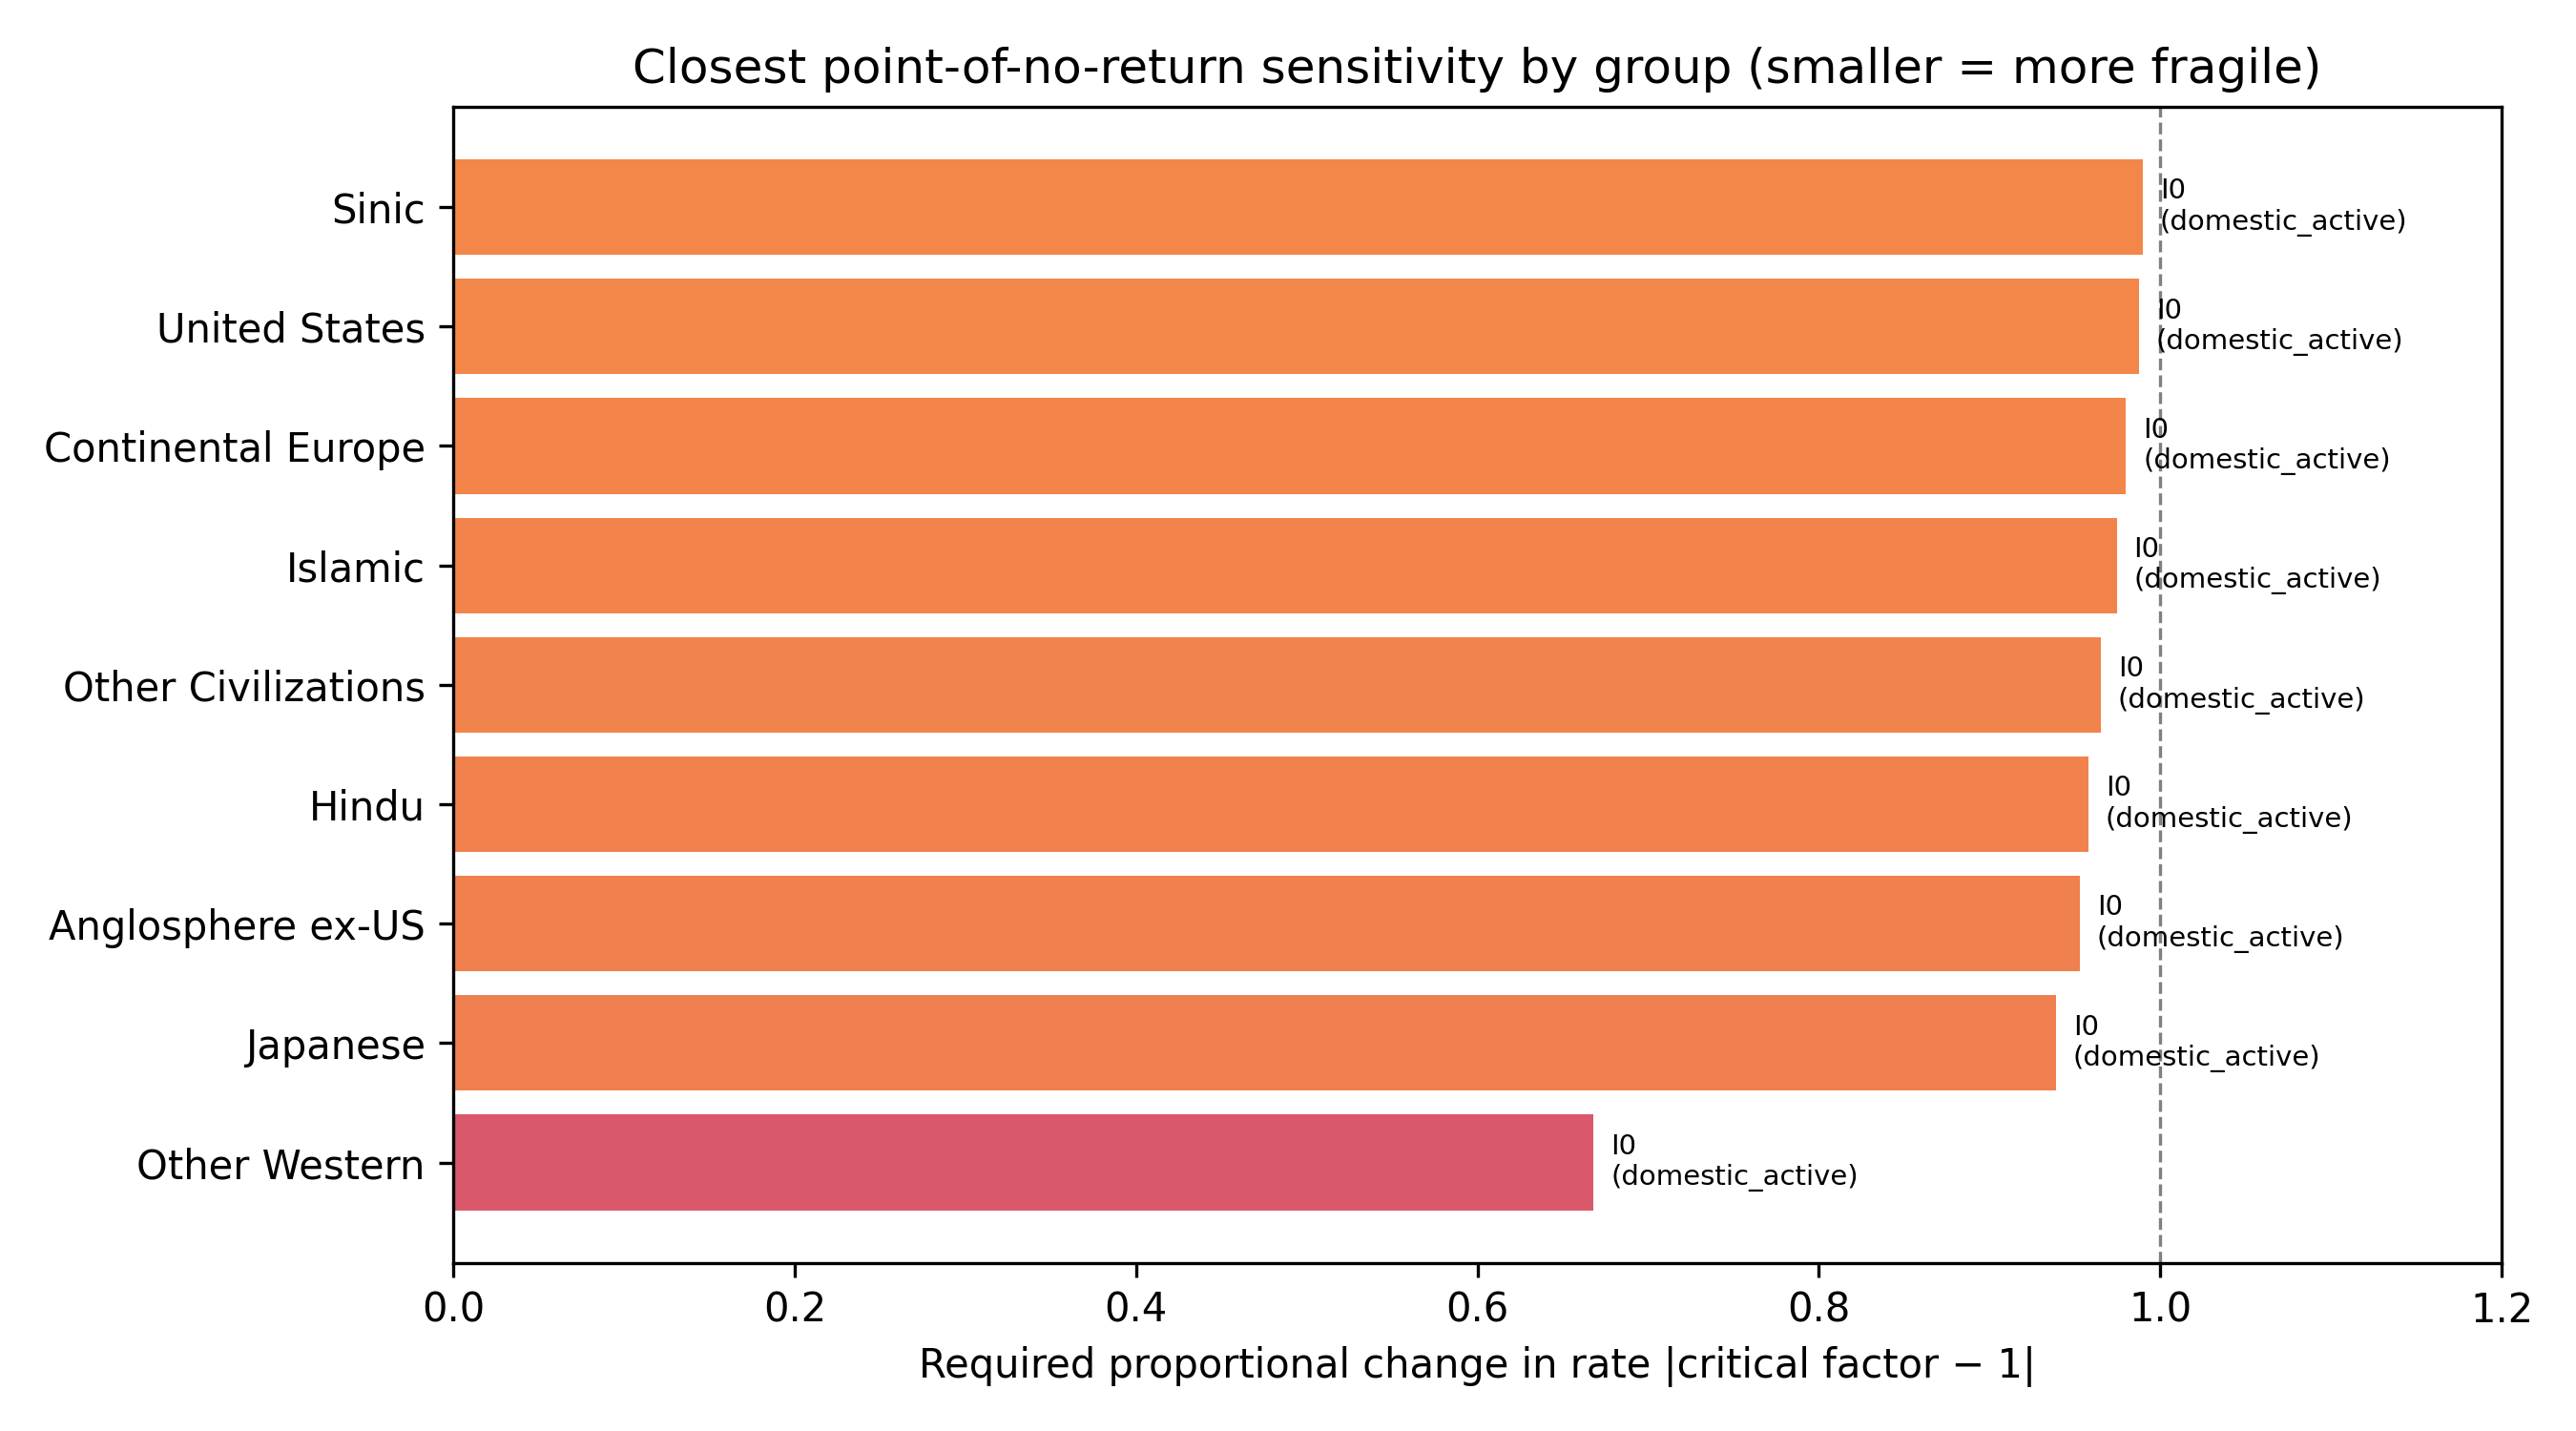 Closest point-of-no-return sensitivity by group (smaller = more fragile)
Sinic
I0
(domestic_active)
United States
I0
(domestic_active)
Continental Europe
I0
(domestic_active)
Islamic
I0
(domestic_active)
Other Civilizations
I0
(domestic_active)
Hindu
I0
(domestic_active)
Anglosphere ex-US
I0
(domestic_active)
Japanese
I0
(domestic_active)
Other Western
I0
(domestic_active)
0.0 0.2 0.4 0.6 0.8 1.0 1.2
Required proportional change in rate |critical factor − 1|